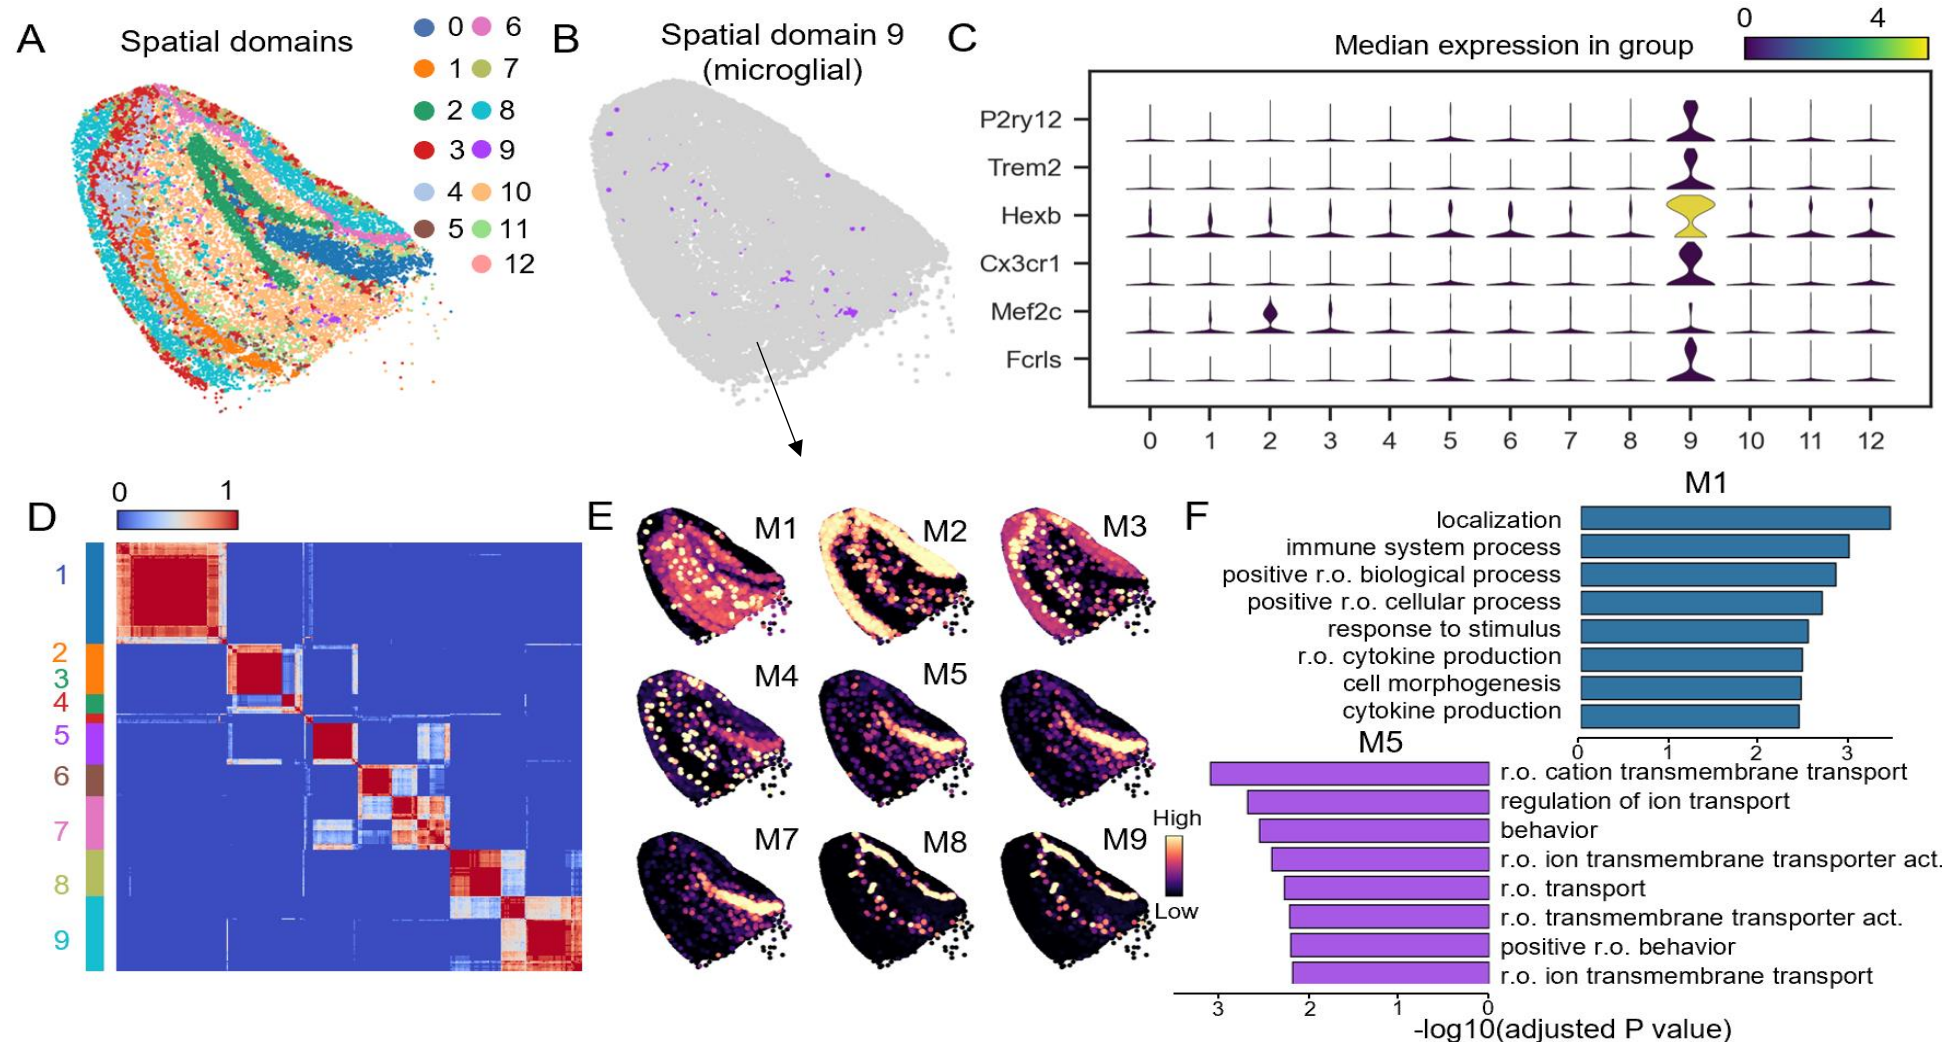 A
Spatial domains
0 6
1 7
2 8
3 9
4 10
5 11
12
B
Spatial domain 9
(microglial)
C
Median expression in group
0 4
P2ry12
Trem2
Hexb
Cx3cr1
Mef2c
Fcrls
0 1 2 3 4 5 6 7 8 9 10 11 12
D
0 1
1
2
3
4
5
6
7
8
9
E
M1 M2 M3
M4 M5
M7 M8 M9
High
Low
F
M1
localization
immune system process
positive r.o. biological process
positive r.o. cellular process
response to stimulus
r.o. cytokine production
cell morphogenesis
cytokine production
0 1 2 3
M5
r.o. cation transmembrane transport
regulation of ion transport
behavior
r.o. ion transmembrane transporter act.
r.o. transport
r.o. transmembrane transporter act.
positive r.o. behavior
r.o. ion transmembrane transport
3 2 1 0
-log10(adjusted P value)